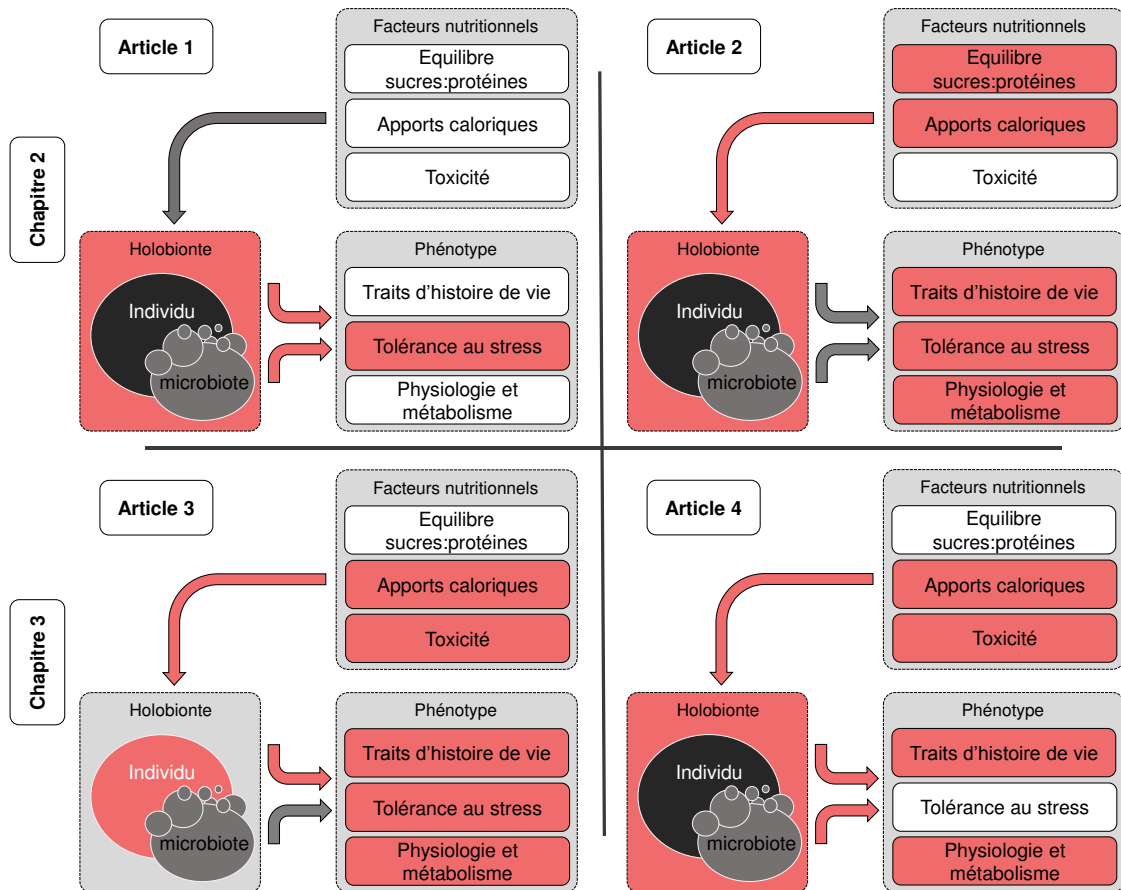 Chapitre 2
Article 1
Facteurs nutritionnels
Equilibre
sucres:protéines
Apports caloriques
Toxicité
Holobionte
Individu
microbiote
Phénotype
Traits d'histoire de vie
Tolérance au stress
Physiologie et
métabolisme
Article 2
Facteurs nutritionnels
Equilibre
sucres:protéines
Apports caloriques
Toxicité
Holobionte
Individu
microbiote
Phénotype
Traits d'histoire de vie
Tolérance au stress
Physiologie et
métabolisme
Chapitre 3
Article 3
Facteurs nutritionnels
Equilibre
sucres:protéines
Apports caloriques
Toxicité
Holobionte
Individu
microbiote
Phénotype
Traits d'histoire de vie
Tolérance au stress
Physiologie et
métabolisme
Article 4
Facteurs nutritionnels
Equilibre
sucres:protéines
Apports caloriques
Toxicité
Holobionte
Individu
microbiote
Phénotype
Traits d'histoire de vie
Tolérance au stress
Physiologie et
métabolisme